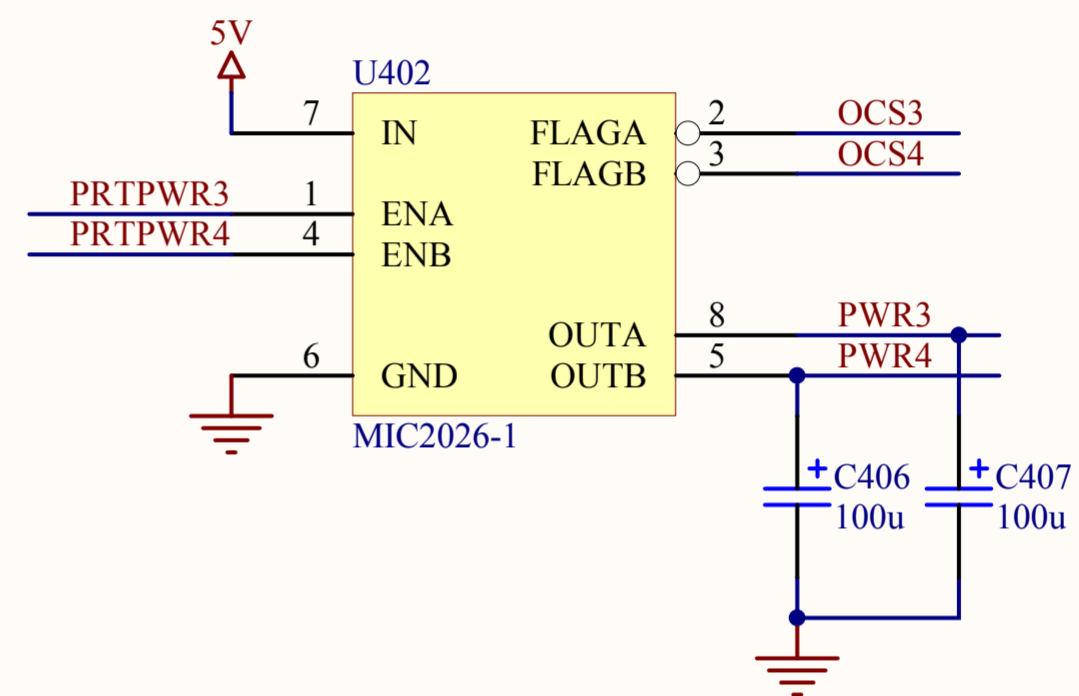 5V
U402
7 IN FLAGA 2 OCS3
FLAGB 3 OCS4
PRTPWR3 1 ENA
PRTPWR4 4 ENB
OUTA 8 PWR3
6 GND OUTB 5 PWR4
MIC2026-1
+ C406 + C407
100u 100u